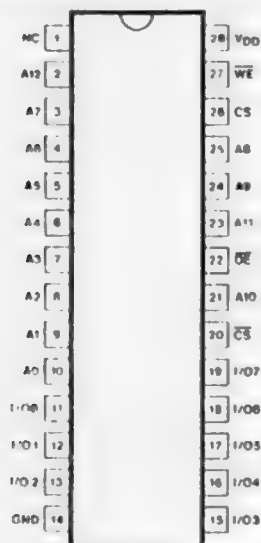 NC 1 28 VDD
A12 2 27 WE
A7 3 26 CS
A6 4 25 A8
A5 5 24 A9
A4 6 23 A11
A3 7 22 OE
A2 8 21 A10
A1 9 20 CS
A0 10 19 I/O7
I/O0 11 18 I/O6
I/O1 12 17 I/O5
I/O2 13 16 I/O4
GND 14 15 I/O3